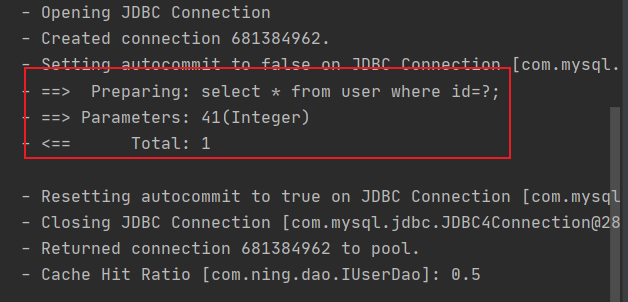 - Opening JDBC Connection
- Created connection 681384962.
- Setting autocommit to false on JDBC Connection [com.mysql.
- ==>  Preparing: select * from user where id=?;
- ==> Parameters: 41(Integer)
- <==      Total: 1
- Resetting autocommit to true on JDBC Connection [com.mysql
- Closing JDBC Connection [com.mysql.jdbc.JDBC4Connection@28
- Returned connection 681384962 to pool.
- Cache Hit Ratio [com.ning.dao.IUserDao]: 0.5